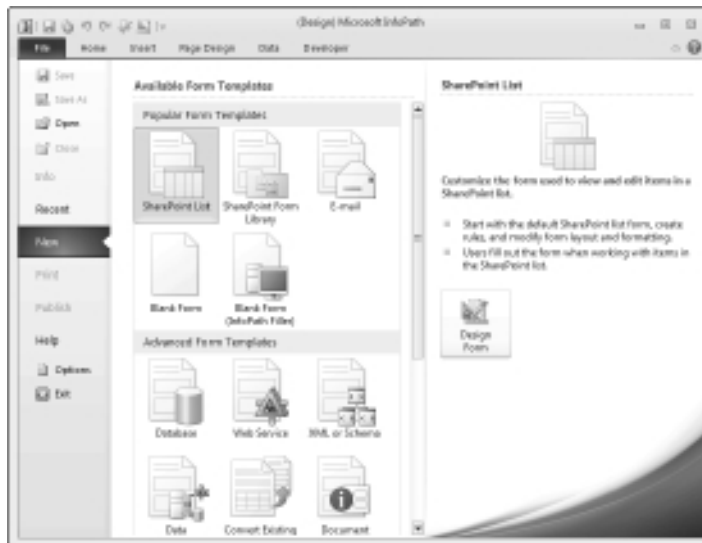 (Design) Microsoft InfoPath
File Home Insert Page Design Data Developer
Save
Save As
Open
Close
Info
Recent
New
Print
Publish
Help
Options
Exit
Available Form Templates
Popular Form Templates
SharePoint List SharePoint Form E-mail
Library
Blank Form Blank Form
(InfoPath Filler)
Advanced Form Templates
Database Web Service XML or Schema
Data Convert Existing Document
SharePoint List
Customize the form used to view and edit items in a
SharePoint list.
Start with the default SharePoint list form, create
rules, and modify form layout and formatting.
Users fill out the form when working with items in
the SharePoint list.
Design
Form